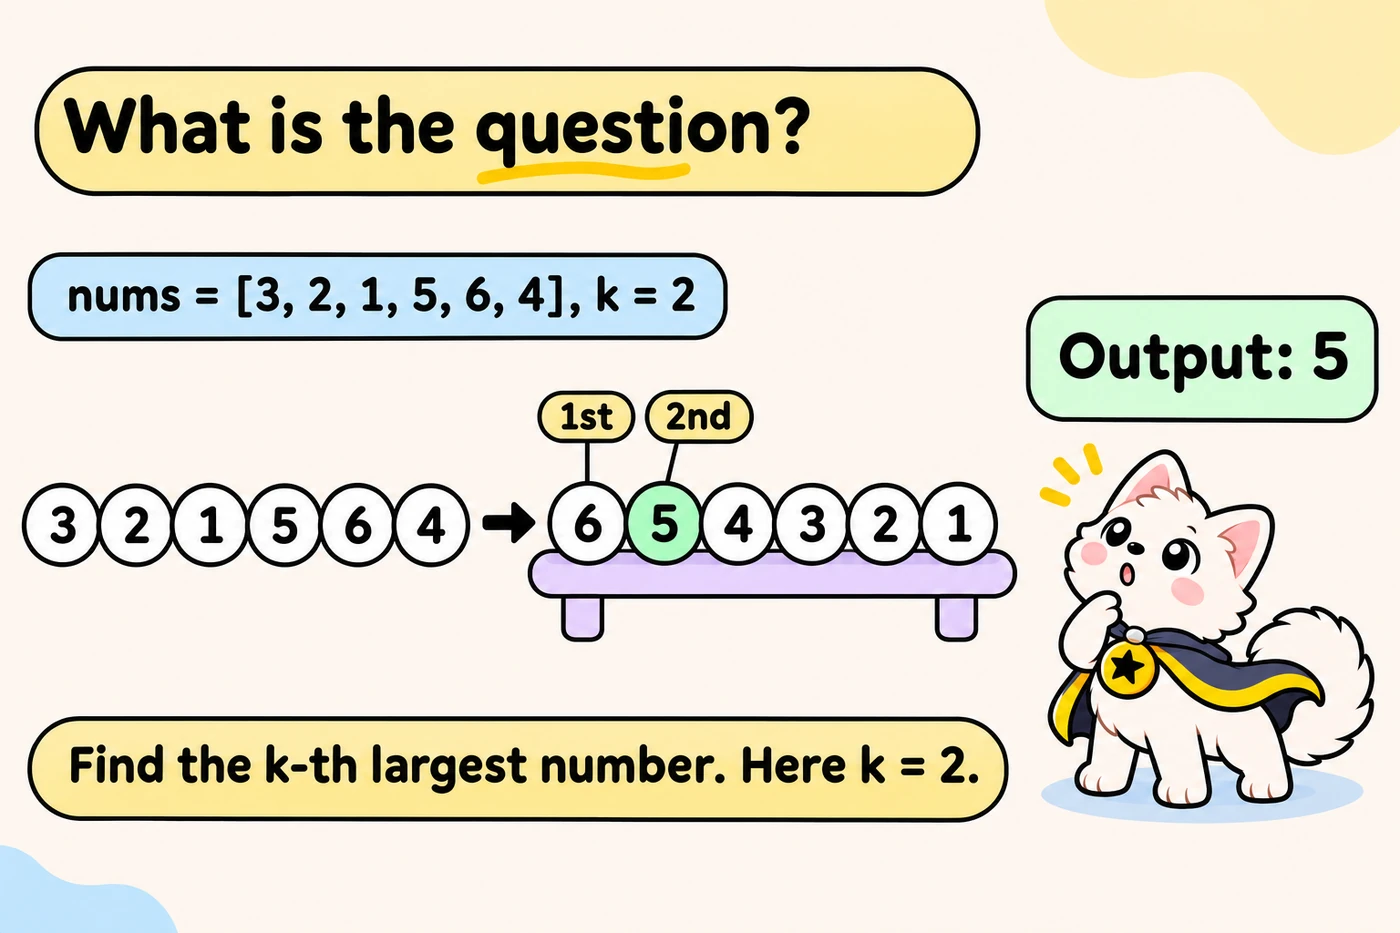 What is the question?
nums = [3, 2, 1, 5, 6, 4], k = 2
Output: 5
1st 2nd
3 2 1 5 6 4 6 5 4 3 2 1
Find the k-th largest number. Here k = 2.